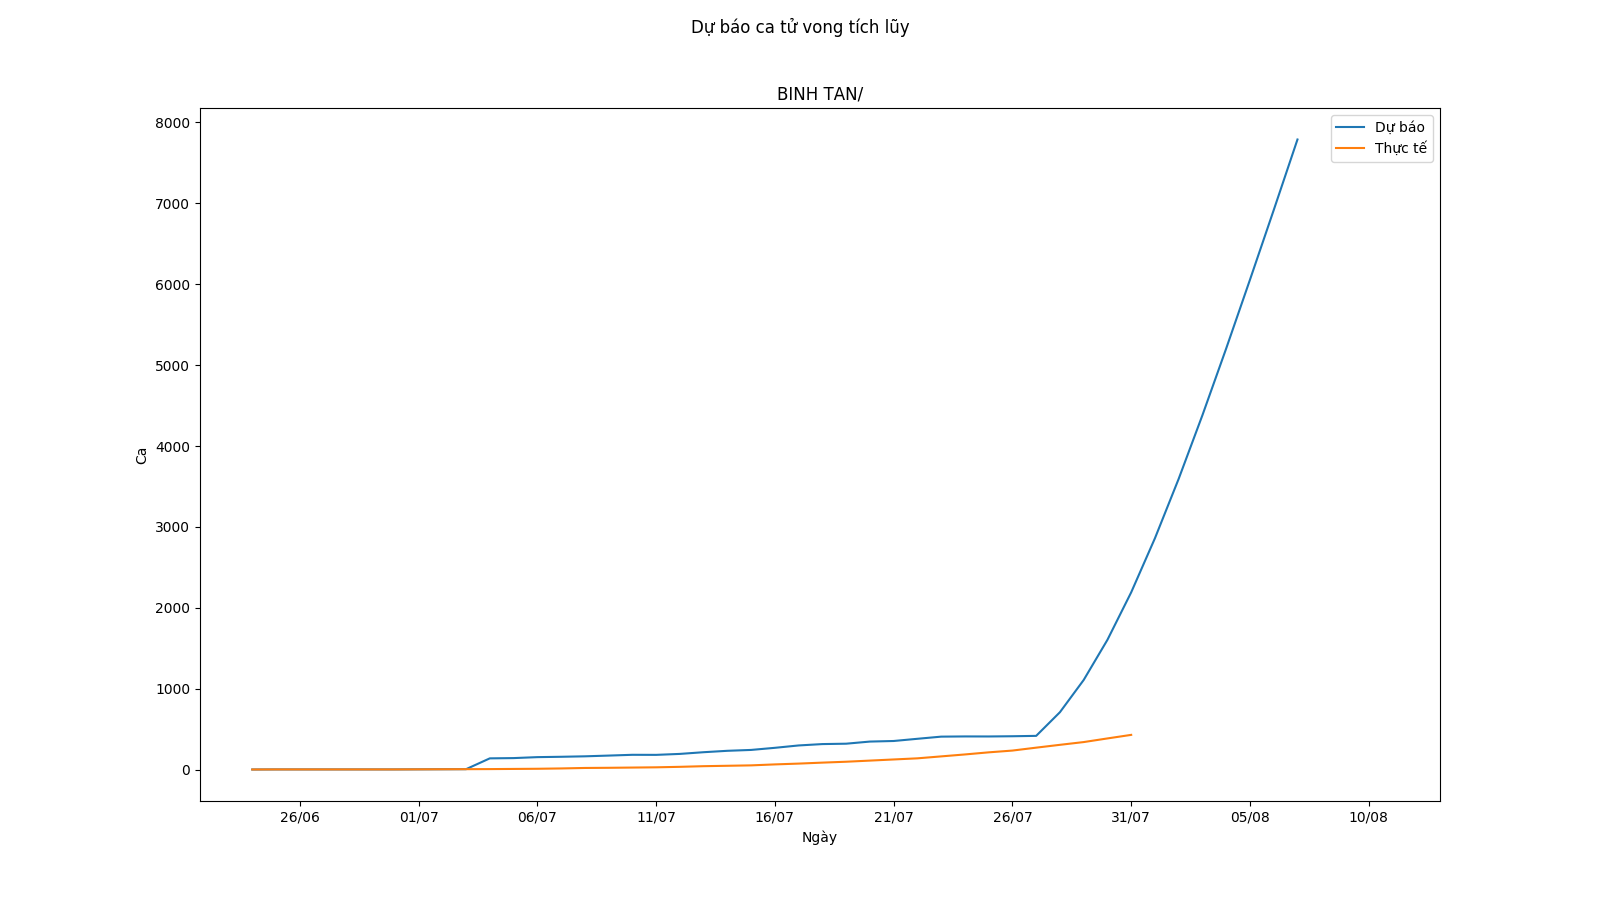 Dự báo ca tử vong tích lũy
BINH TAN/
Dự báo
Thực tế
8000
7000
6000
5000
4000
3000
2000
1000
0
Ca
26/06 01/07 06/07 11/07 16/07 21/07 26/07 31/07 05/08 10/08
Ngày